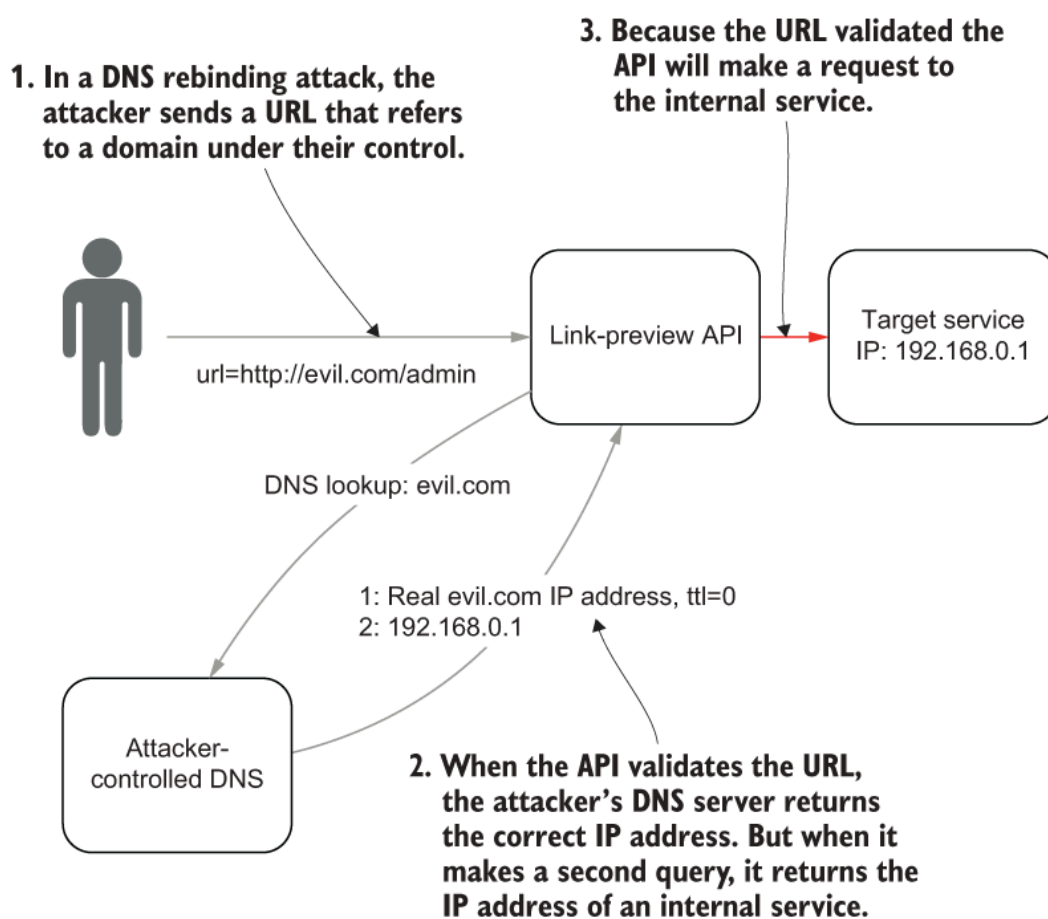 1. In a DNS rebinding attack, the
attacker sends a URL that refers
to a domain under their control.
3. Because the URL validated the
API will make a request to
the internal service.
url=http://evil.com/admin
Link-preview API
Target service
IP: 192.168.0.1
DNS lookup: evil.com
1: Real evil.com IP address, ttl=0
2: 192.168.0.1
Attacker-
controlled DNS
2. When the API validates the URL,
the attacker’s DNS server returns
the correct IP address. But when it
makes a second query, it returns the
IP address of an internal service.